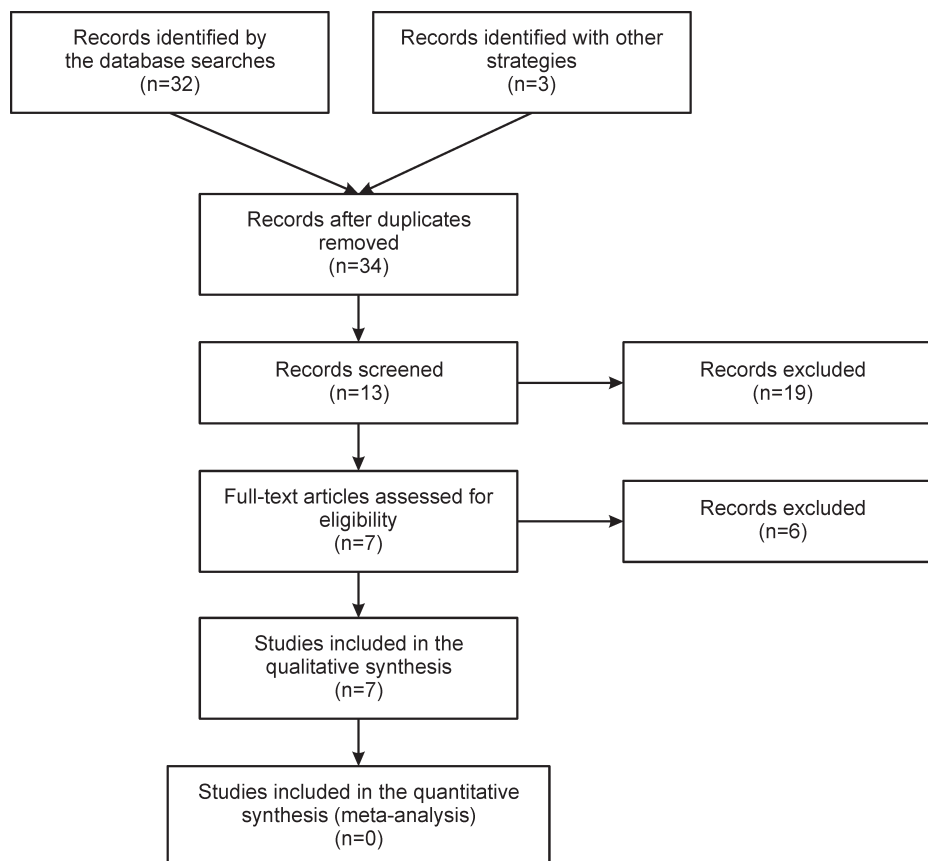 Records identified by
the database searches
(n=32)
Records identified with other
strategies
(n=3)
Records after duplicates
removed
(n=34)
Records screened
(n=13)
Records excluded
(n=19)
Full-text articles assessed for
eligibility
(n=7)
Records excluded
(n=6)
Studies included in the
qualitative synthesis
(n=7)
Studies included in the quantitative
synthesis (meta-analysis)
(n=0)